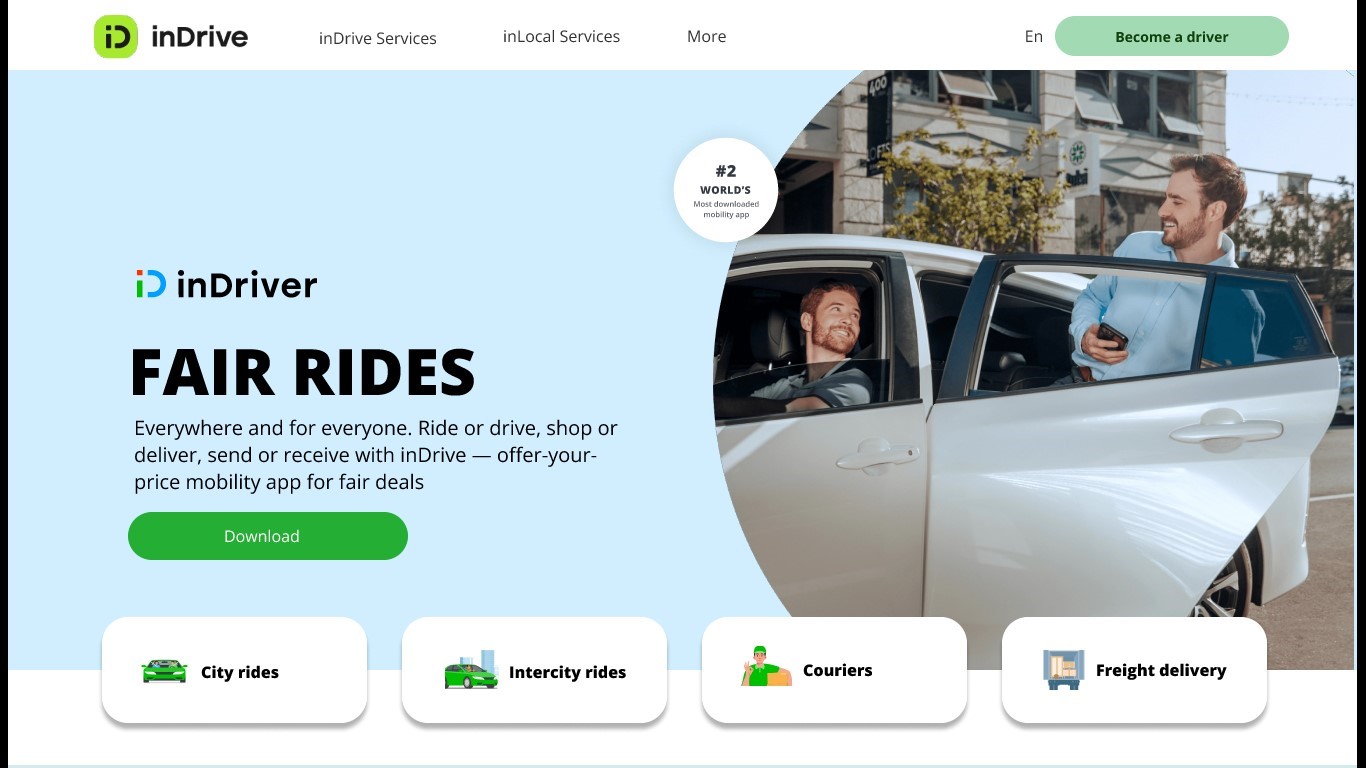 inDrive
inDrive Services
inLocal Services
More
En
Become a driver
400
LOFTS
#2
WORLD'S
Most downloaded
mobility app
inDriver
FAIR RIDES
Everywhere and for everyone. Ride or drive, shop or
deliver, send or receive with inDrive — offer-your-
price mobility app for fair deals
Download
City rides
Intercity rides
Couriers
Freight delivery